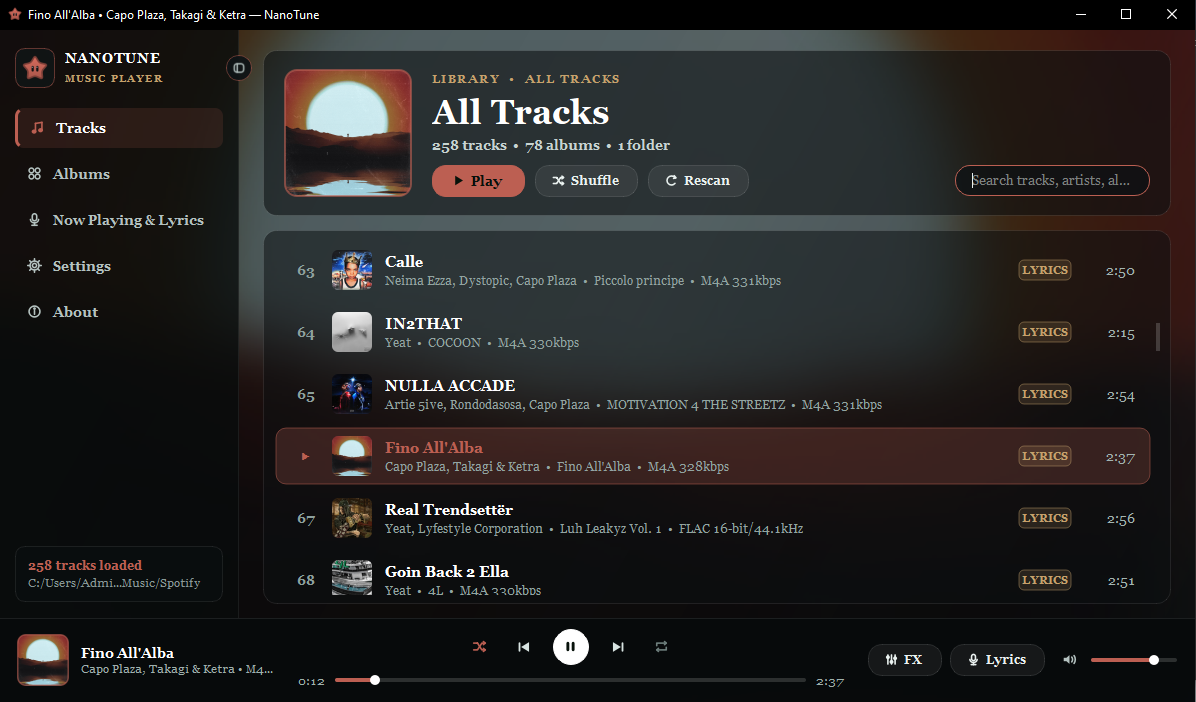 Fino All'Alba • Capo Plaza, Takagi & Ketra — NanoTune
NANOTUNE
MUSIC PLAYER
Tracks
Albums
Now Playing & Lyrics
Settings
About
258 tracks loaded
C:/Users/Admi...Music/Spotify
LIBRARY • ALL TRACKS
All Tracks
258 tracks • 78 albums • 1 folder
Play
Shuffle
Rescan
Search tracks, artists, al...
63
Calle
Neima Ezza, Dystopic, Capo Plaza • Piccolo principe • M4A 331kbps
LYRICS
2:50
64
IN2THAT
Yeat • COCOON • M4A 330kbps
LYRICS
2:15
65
NULLA ACCADE
Artie 5ive, Rondodasosa, Capo Plaza • MOTIVATION 4 THE STREETZ • M4A 331kbps
LYRICS
2:54
Fino All'Alba
Capo Plaza, Takagi & Ketra • Fino All'Alba • M4A 328kbps
LYRICS
2:37
67
Real Trendsettër
Yeat, Lyfestyle Corporation • Luh Leakyz Vol. 1 • FLAC 16-bit/44.1kHz
LYRICS
2:56
68
Goin Back 2 Ella
Yeat • 4L • M4A 330kbps
LYRICS
2:51
Fino All'Alba
Capo Plaza, Takagi & Ketra • M4...
0:12
2:37
FX
Lyrics